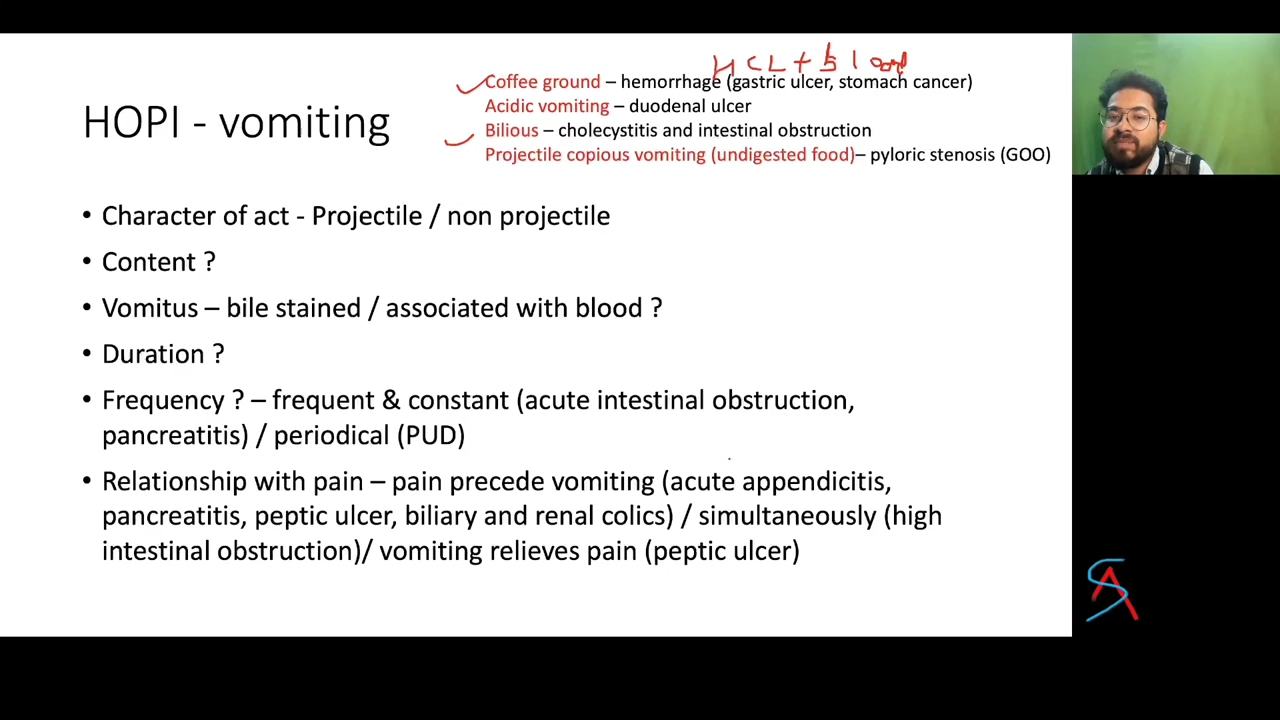 HCL + Blood
Coffee ground – hemorrhage (gastric ulcer, stomach cancer)
Acidic vomiting – duodenal ulcer
HOPI - vomiting
Bilious – cholecystitis and intestinal obstruction
Projectile copious vomiting (undigested food)– pyloric stenosis (GOO)
• Character of act - Projectile / non projectile
• Content ?
• Vomitus – bile stained / associated with blood ?
• Duration ?
• Frequency ? – frequent & constant (acute intestinal obstruction,
pancreatitis) / periodical (PUD)
• Relationship with pain – pain precede vomiting (acute appendicitis,
pancreatitis, peptic ulcer, biliary and renal colics) / simultaneously (high
intestinal obstruction)/ vomiting relieves pain (peptic ulcer)
SA